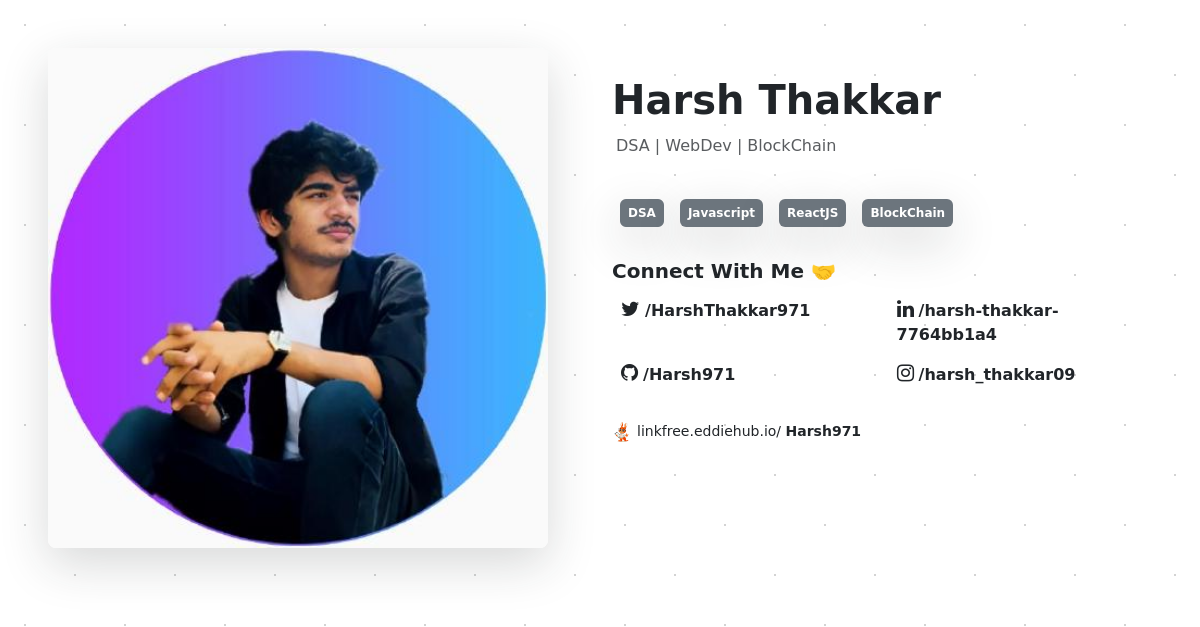 Harsh Thakkar
DSA | WebDev | BlockChain
DSA Javascript ReactJS BlockChain
Connect With Me 🤝
/HarshThakkar971
/harsh-thakkar-
7764bb1a4
/Harsh971
/harsh_thakkar09
linkfree.eddiehub.io/ Harsh971